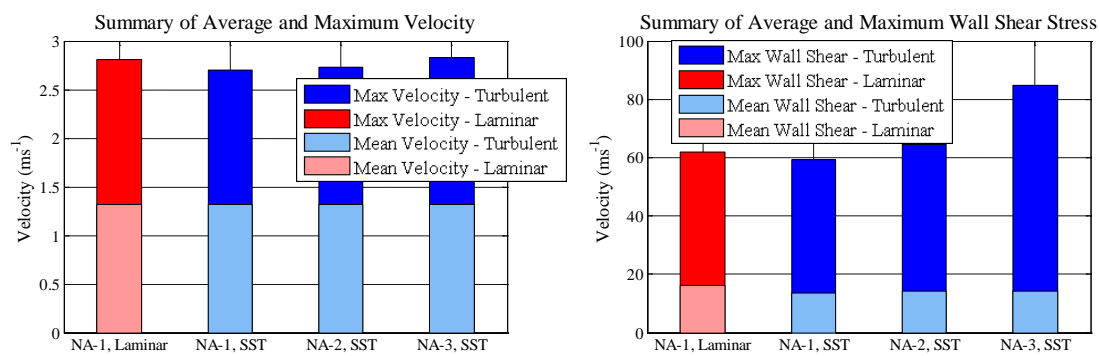 Summary of Average and Maximum Velocity
3
2.5
2
1.5
1
0.5
0
Velocity (ms⁻¹)
Max Velocity - Turbulent
Max Velocity - Laminar
Mean Velocity - Turbulent
Mean Velocity - Laminar
NA-1, Laminar
NA-1, SST
NA-2, SST
NA-3, SST
Summary of Average and Maximum Wall Shear Stress
100
80
60
40
20
0
Velocity (ms⁻¹)
Max Wall Shear - Turbulent
Max Wall Shear - Laminar
Mean Wall Shear - Turbulent
Mean Wall Shear - Laminar
NA-1, Laminar
NA-1, SST
NA-2, SST
NA-3, SST